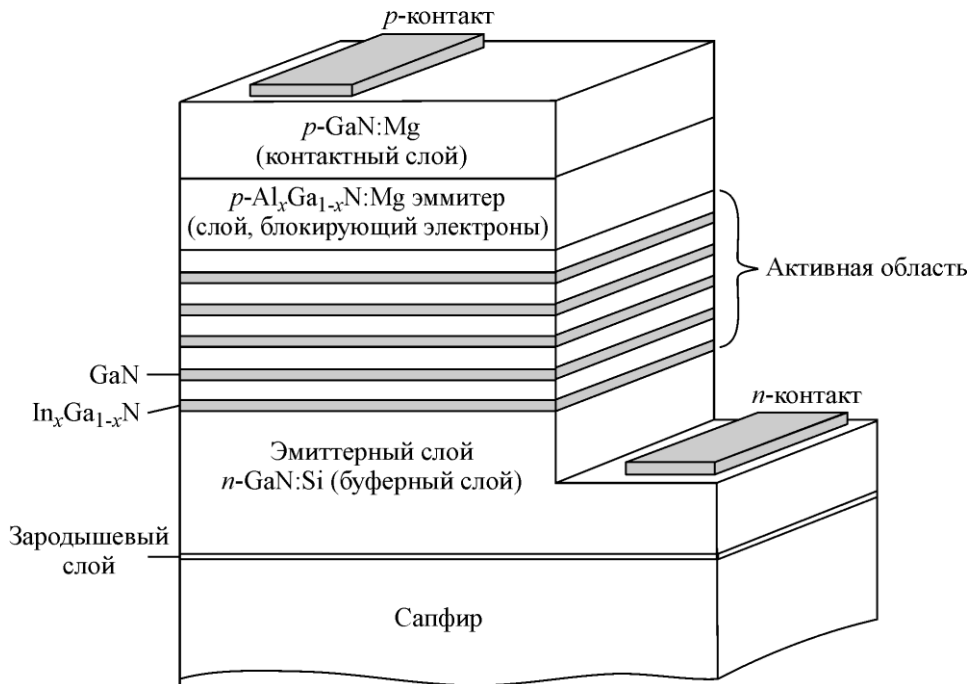 p-контакт
p-GaN:Mg
(контактный слой)
p-AlxGa1-xN:Mg эммитер
(слой, блокирующий электроны)
Активная область
GaN
InxGa1-xN
n-контакт
Эмиттерный слой
n-GaN:Si (буферный слой)
Зародышевый
слой
Сапфир